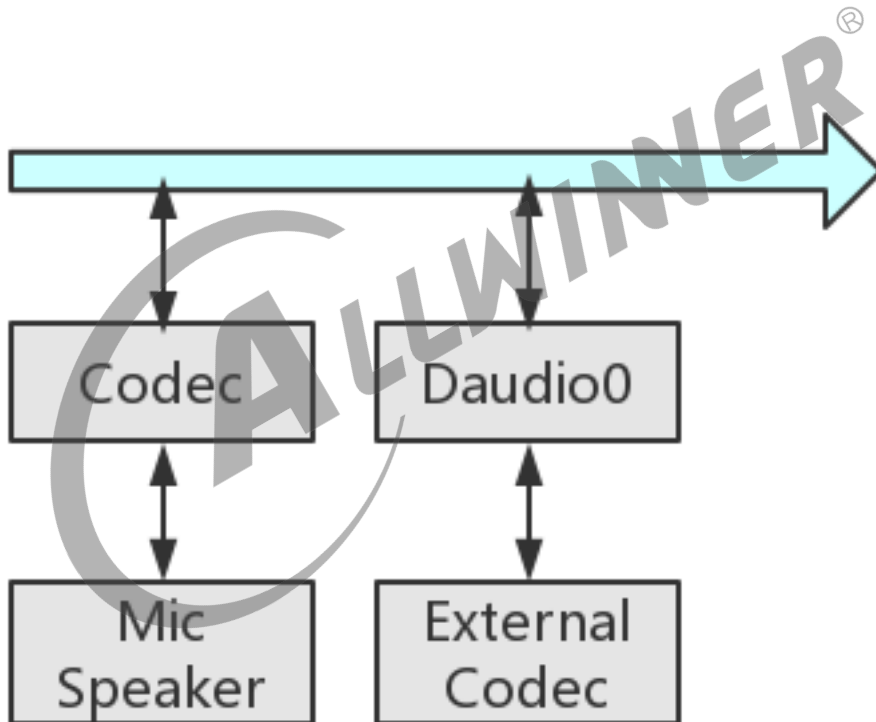 ALLWINNER®
Codec
Daudio0
Mic
Speaker
External
Codec